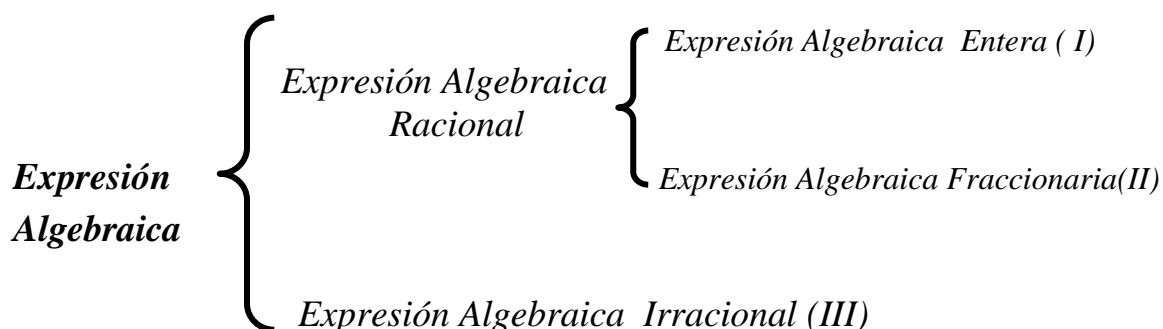 Expresión
Algebraica
Expresión Algebraica
Racional
Expresión Algebraica Entera ( I)
Expresión Algebraica Fraccionaria(II)
Expresión Algebraica Irracional (III)